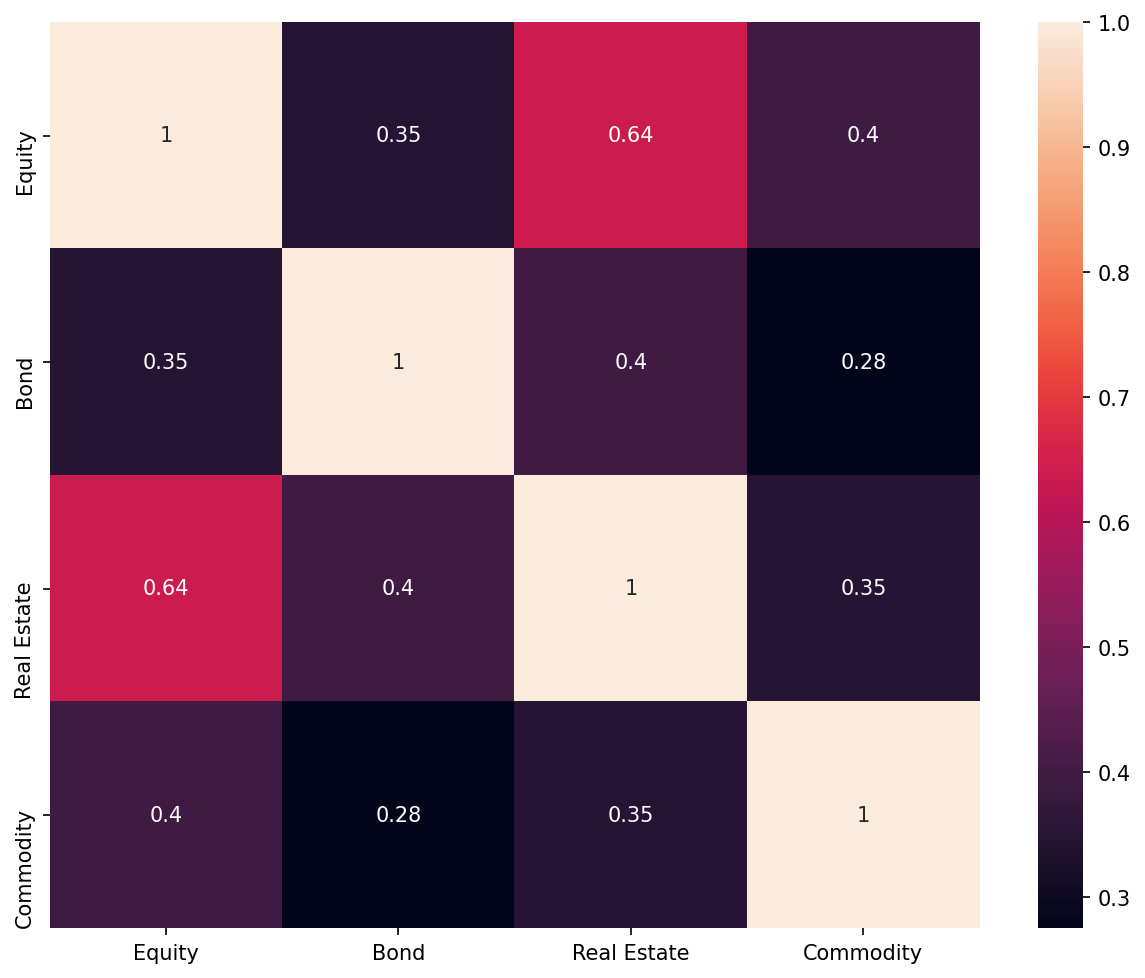 Equity 1 0.35 0.64 0.4
Bond 0.35 1 0.4 0.28
Real Estate 0.64 0.4 1 0.35
Commodity 0.4 0.28 0.35 1
Equity Bond Real Estate Commodity
1.0
0.9
0.8
0.7
0.6
0.5
0.4
0.3